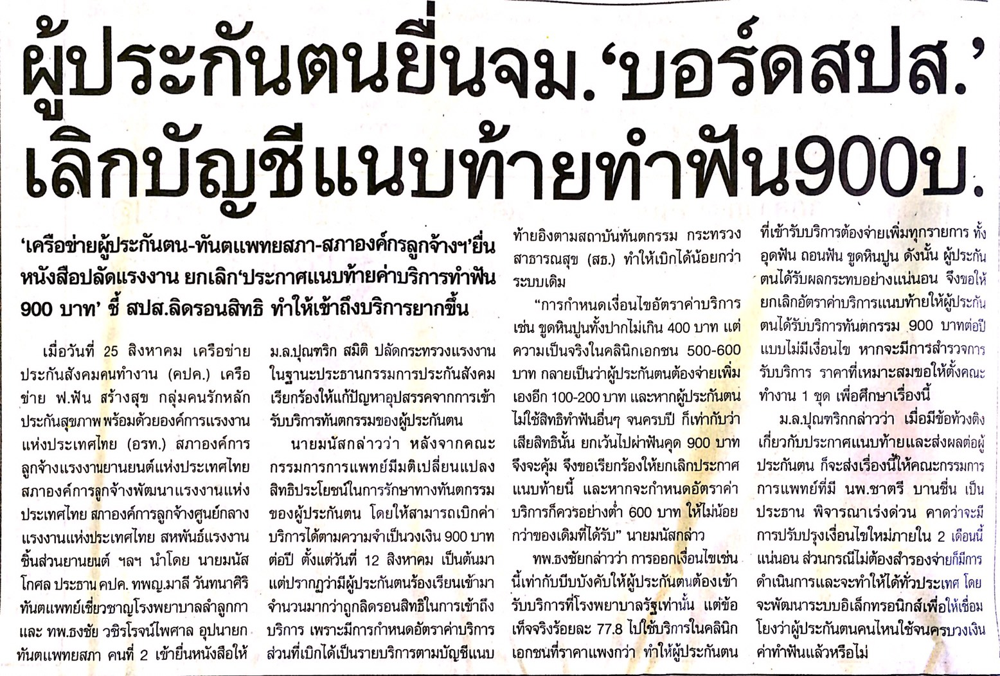 ผู้ประกันตนยื่นจม.‘บอร์ดสปส.’
เลิกบัญชีแนบท้ายทำฟัน900บ.
‘เครือข่ายผู้ประกันตน-ทันตแพทยสภา-สภาองค์กรลูกจ้างฯ’ยื่น
หนังสือปลัดแรงงาน ยกเลิก‘ประกาศแนบท้ายค่าบริการทำฟัน
900 บาท’ ชี้ สปส.ลิดรอนสิทธิ ทำให้เข้าถึงบริการยากขึ้น
เมื่อวันที่ 25 สิงหาคม เครือข่าย
ประกันสังคมคนทำงาน (คปค.) เครือ
ข่าย ฟ.ฟัน สร้างสุข กลุ่มคนรักหลัก
ประกันสุขภาพ พร้อมด้วยองค์การแรงงาน
แห่งประเทศไทย (อรท.) สภาองค์การ
ลูกจ้างแรงงานยานยนต์แห่งประเทศไทย
สภาองค์การลูกจ้างพัฒนาแรงงานแห่ง
ประเทศไทย สภาองค์การลูกจ้างศูนย์กลาง
แรงงานแห่งประเทศไทย สหพันธ์แรงงาน
ชิ้นส่วนยานยนต์ ฯลฯ นำโดย นายมนัส
โกศล ประธาน คปค. ทพญ.มาลี วันทนาศิริ
ทันตแพทย์เชี่ยวชาญโรงพยาบาลลำลูกกา
และ ทพ.ธงชัย วชิรโรจน์ไพศาล อุปนายก
ทันตแพทยสภา คนที่ 2 เข้ายื่นหนังสือให้
ม.ล.ปุณฑริก สมิติ ปลัดกระทรวงแรงงาน
ในฐานะประธานกรรมการประกันสังคม
เรียกร้องให้แก้ปัญหาอุปสรรคจากการเข้า
รับบริการทันตกรรมของผู้ประกันตน
นายมนัสกล่าวว่า หลังจากคณะ
กรรมการการแพทย์มีมติเปลี่ยนแปลง
สิทธิประโยชน์ในการรักษาทางทันตกรรม
ของผู้ประกันตน โดยให้สามารถเบิกค่า
บริการได้ตามความจำเป็นวงเงิน 900 บาท
ต่อปี ตั้งแต่วันที่ 12 สิงหาคม เป็นต้นมา
แต่ปรากฏว่ามีผู้ประกันตนร้องเรียนเข้ามา
จำนวนมากว่าถูกลิดรอนสิทธิในการเข้าถึง
บริการ เพราะมีการกำหนดอัตราค่าบริการ
ส่วนที่เบิกได้เป็นรายบริการตามบัญชีแนบ
ท้ายอิงตามสถาบันทันตกรรม กระทรวง
สาธารณสุข (สธ.) ทำให้เบิกได้น้อยกว่า
ระบบเดิม
“การกำหนดเงื่อนไขอัตราค่าบริการ
เช่น ขูดหินปูนทั้งปากไม่เกิน 400 บาท แต่
ความเป็นจริงในคลินิกเอกชน 500-600
บาท กลายเป็นว่าผู้ประกันตนต้องจ่ายเพิ่ม
เองอีก 100-200 บาท และหากผู้ประกันตน
ไม่ใช้สิทธิทำฟันอื่นๆ จนครบปี ก็เท่ากับว่า
เสียสิทธินั้น ยกเว้นไปผ่าฟันคุด 900 บาท
จึงจะคุ้ม จึงขอเรียกร้องให้ยกเลิกประกาศ
แนบท้ายนี้ และหากจะกำหนดอัตราค่า
บริการก็ควรอย่างต่ำ 600 บาท ให้ไม่น้อย
กว่าของเดิมที่ได้รับ” นายมนัสกล่าว
ทพ.ธงชัยกล่าวว่า การออกเงื่อนไขเช่น
นี้เท่ากับบีบบังคับให้ผู้ประกันตนต้องเข้า
รับบริการที่โรงพยาบาลรัฐเท่านั้น แต่ข้อ
เท็จจริงร้อยละ 77.8 ไปใช้บริการในคลินิก
เอกชนที่ราคาแพงกว่า ทำให้ผู้ประกันตน
ที่เข้ารับบริการต้องจ่ายเพิ่มทุกรายการ ทั้ง
อุดฟัน ถอนฟัน ขูดหินปูน ดังนั้น ผู้ประกัน
ตนได้รับผลกระทบอย่างแน่นอน จึงขอให้
ยกเลิกอัตราค่าบริการแนบท้ายให้ผู้ประกัน
ตนได้รับบริการทันตกรรม 900 บาทต่อปี
แบบไม่มีเงื่อนไข หากจะมีการสำรวจการ
รับบริการ ราคาที่เหมาะสมขอให้ตั้งคณะ
ทำงาน 1 ชุด เพื่อศึกษาเรื่องนี้
ม.ล.ปุณฑริกกล่าวว่า เมื่อมีข้อท้วงติง
เกี่ยวกับประกาศแนบท้ายและส่งผลต่อผู้
ประกันตน ก็จะส่งเรื่องนี้ให้คณะกรรมการ
การแพทย์ที่มี นพ.ชาตรี บานชื่น เป็น
ประธาน พิจารณาเร่งด่วน คาดว่าจะมี
การปรับปรุงเงื่อนไขใหม่ภายใน 2 เดือนนี้
แน่นอน ส่วนกรณีไม่ต้องสำรองจ่ายก็มีการ
ดำเนินการและจะทำให้ได้ทั่วประเทศ โดย
จะพัฒนาระบบอิเล็กทรอนิกส์เพื่อให้เชื่อม
โยงว่าผู้ประกันตนคนไหนใช้จนครบวงเงิน
ค่าทำฟันแล้วหรือไม่